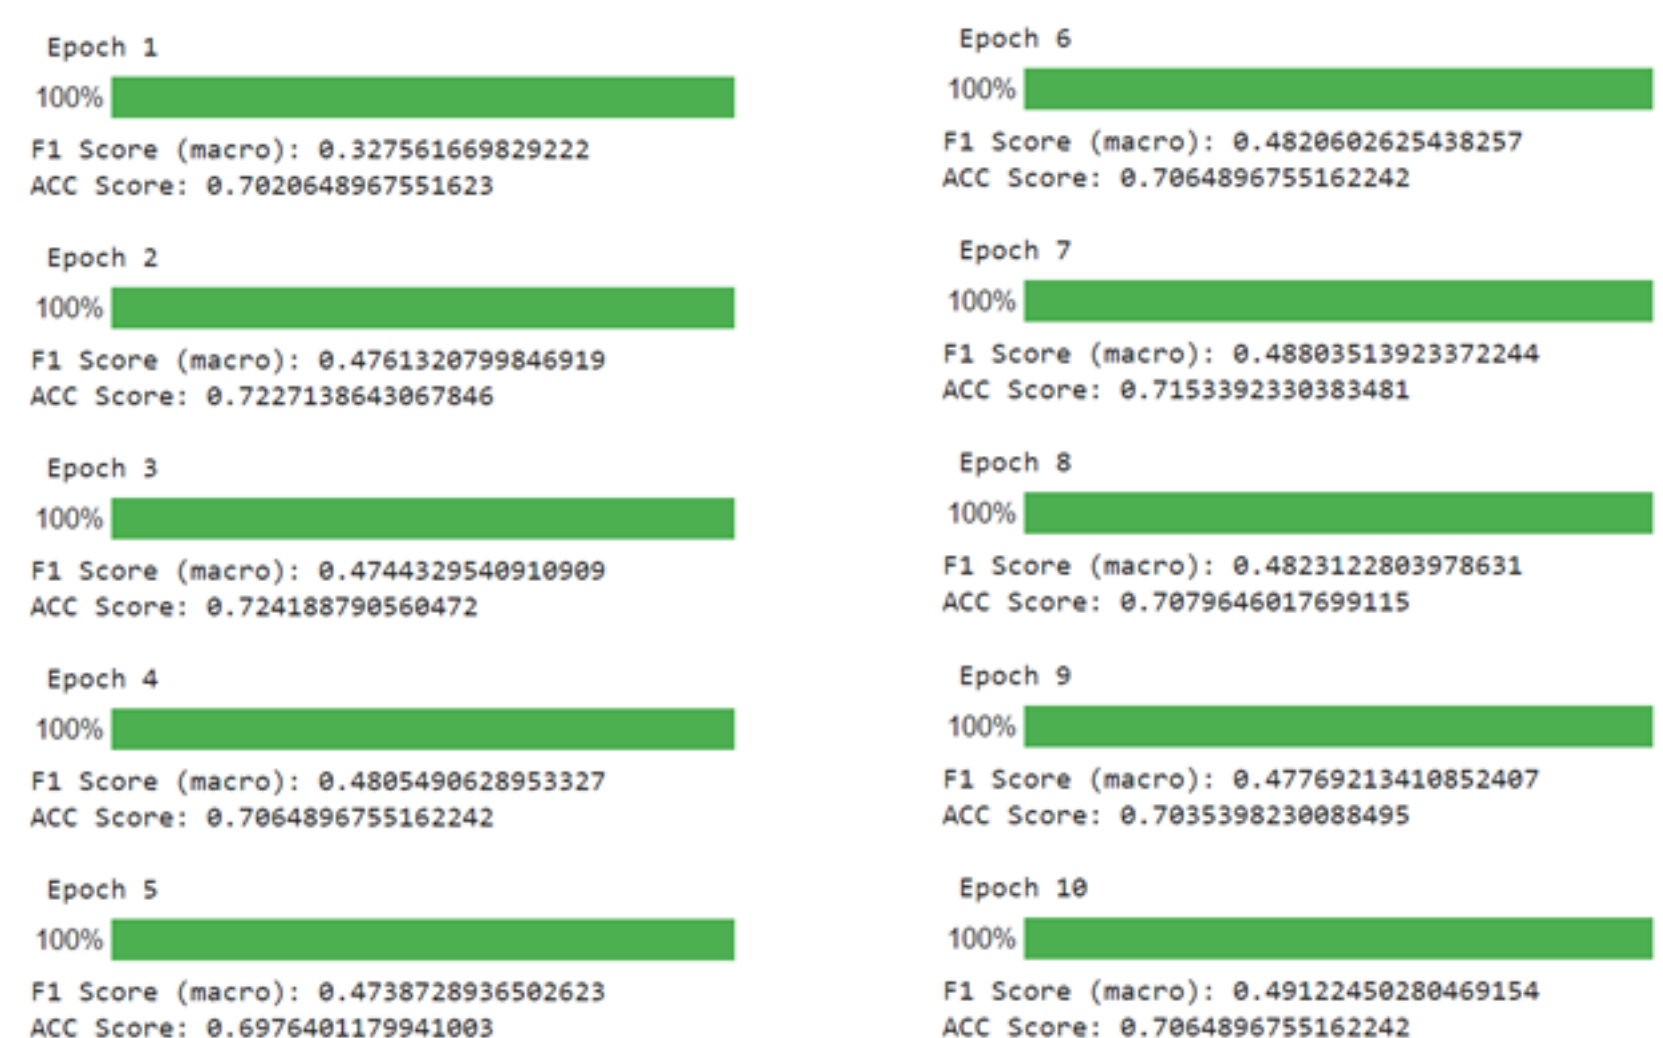 Epoch 1
100%
F1 Score (macro): 0.327561669829222
ACC Score: 0.7020648967551623
Epoch 2
100%
F1 Score (macro): 0.4761320799846919
ACC Score: 0.7227138643067846
Epoch 3
100%
F1 Score (macro): 0.4744329540910909
ACC Score: 0.724188790560472
Epoch 4
100%
F1 Score (macro): 0.4805490628953327
ACC Score: 0.7064896755162242
Epoch 5
100%
F1 Score (macro): 0.4738728936502623
ACC Score: 0.6976401179941003
Epoch 6
100%
F1 Score (macro): 0.4820602625438257
ACC Score: 0.7064896755162242
Epoch 7
100%
F1 Score (macro): 0.48803513923372244
ACC Score: 0.7153392330383481
Epoch 8
100%
F1 Score (macro): 0.4823122803978631
ACC Score: 0.7079646017699115
Epoch 9
100%
F1 Score (macro): 0.47769213410852407
ACC Score: 0.7035398230088495
Epoch 10
100%
F1 Score (macro): 0.49122450280469154
ACC Score: 0.7064896755162242